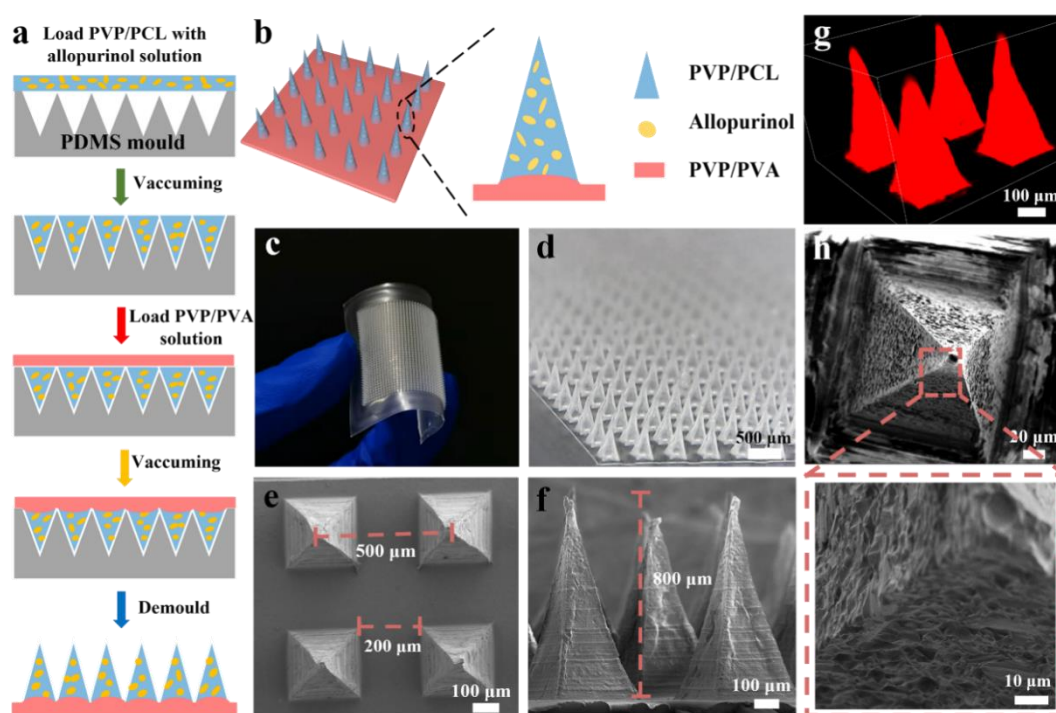 a
Load PVP/PCL with
allopurinol solution
PDMS mould
Vaccuming
Load PVP/PVA
solution
Vaccuming
Demould
b
PVP/PCL
Allopurinol
PVP/PVA
c
d
500 μm
e
500 μm
200 μm
100 μm
f
800 μm
100 μm
g
100 μm
h
20 μm
10 μm